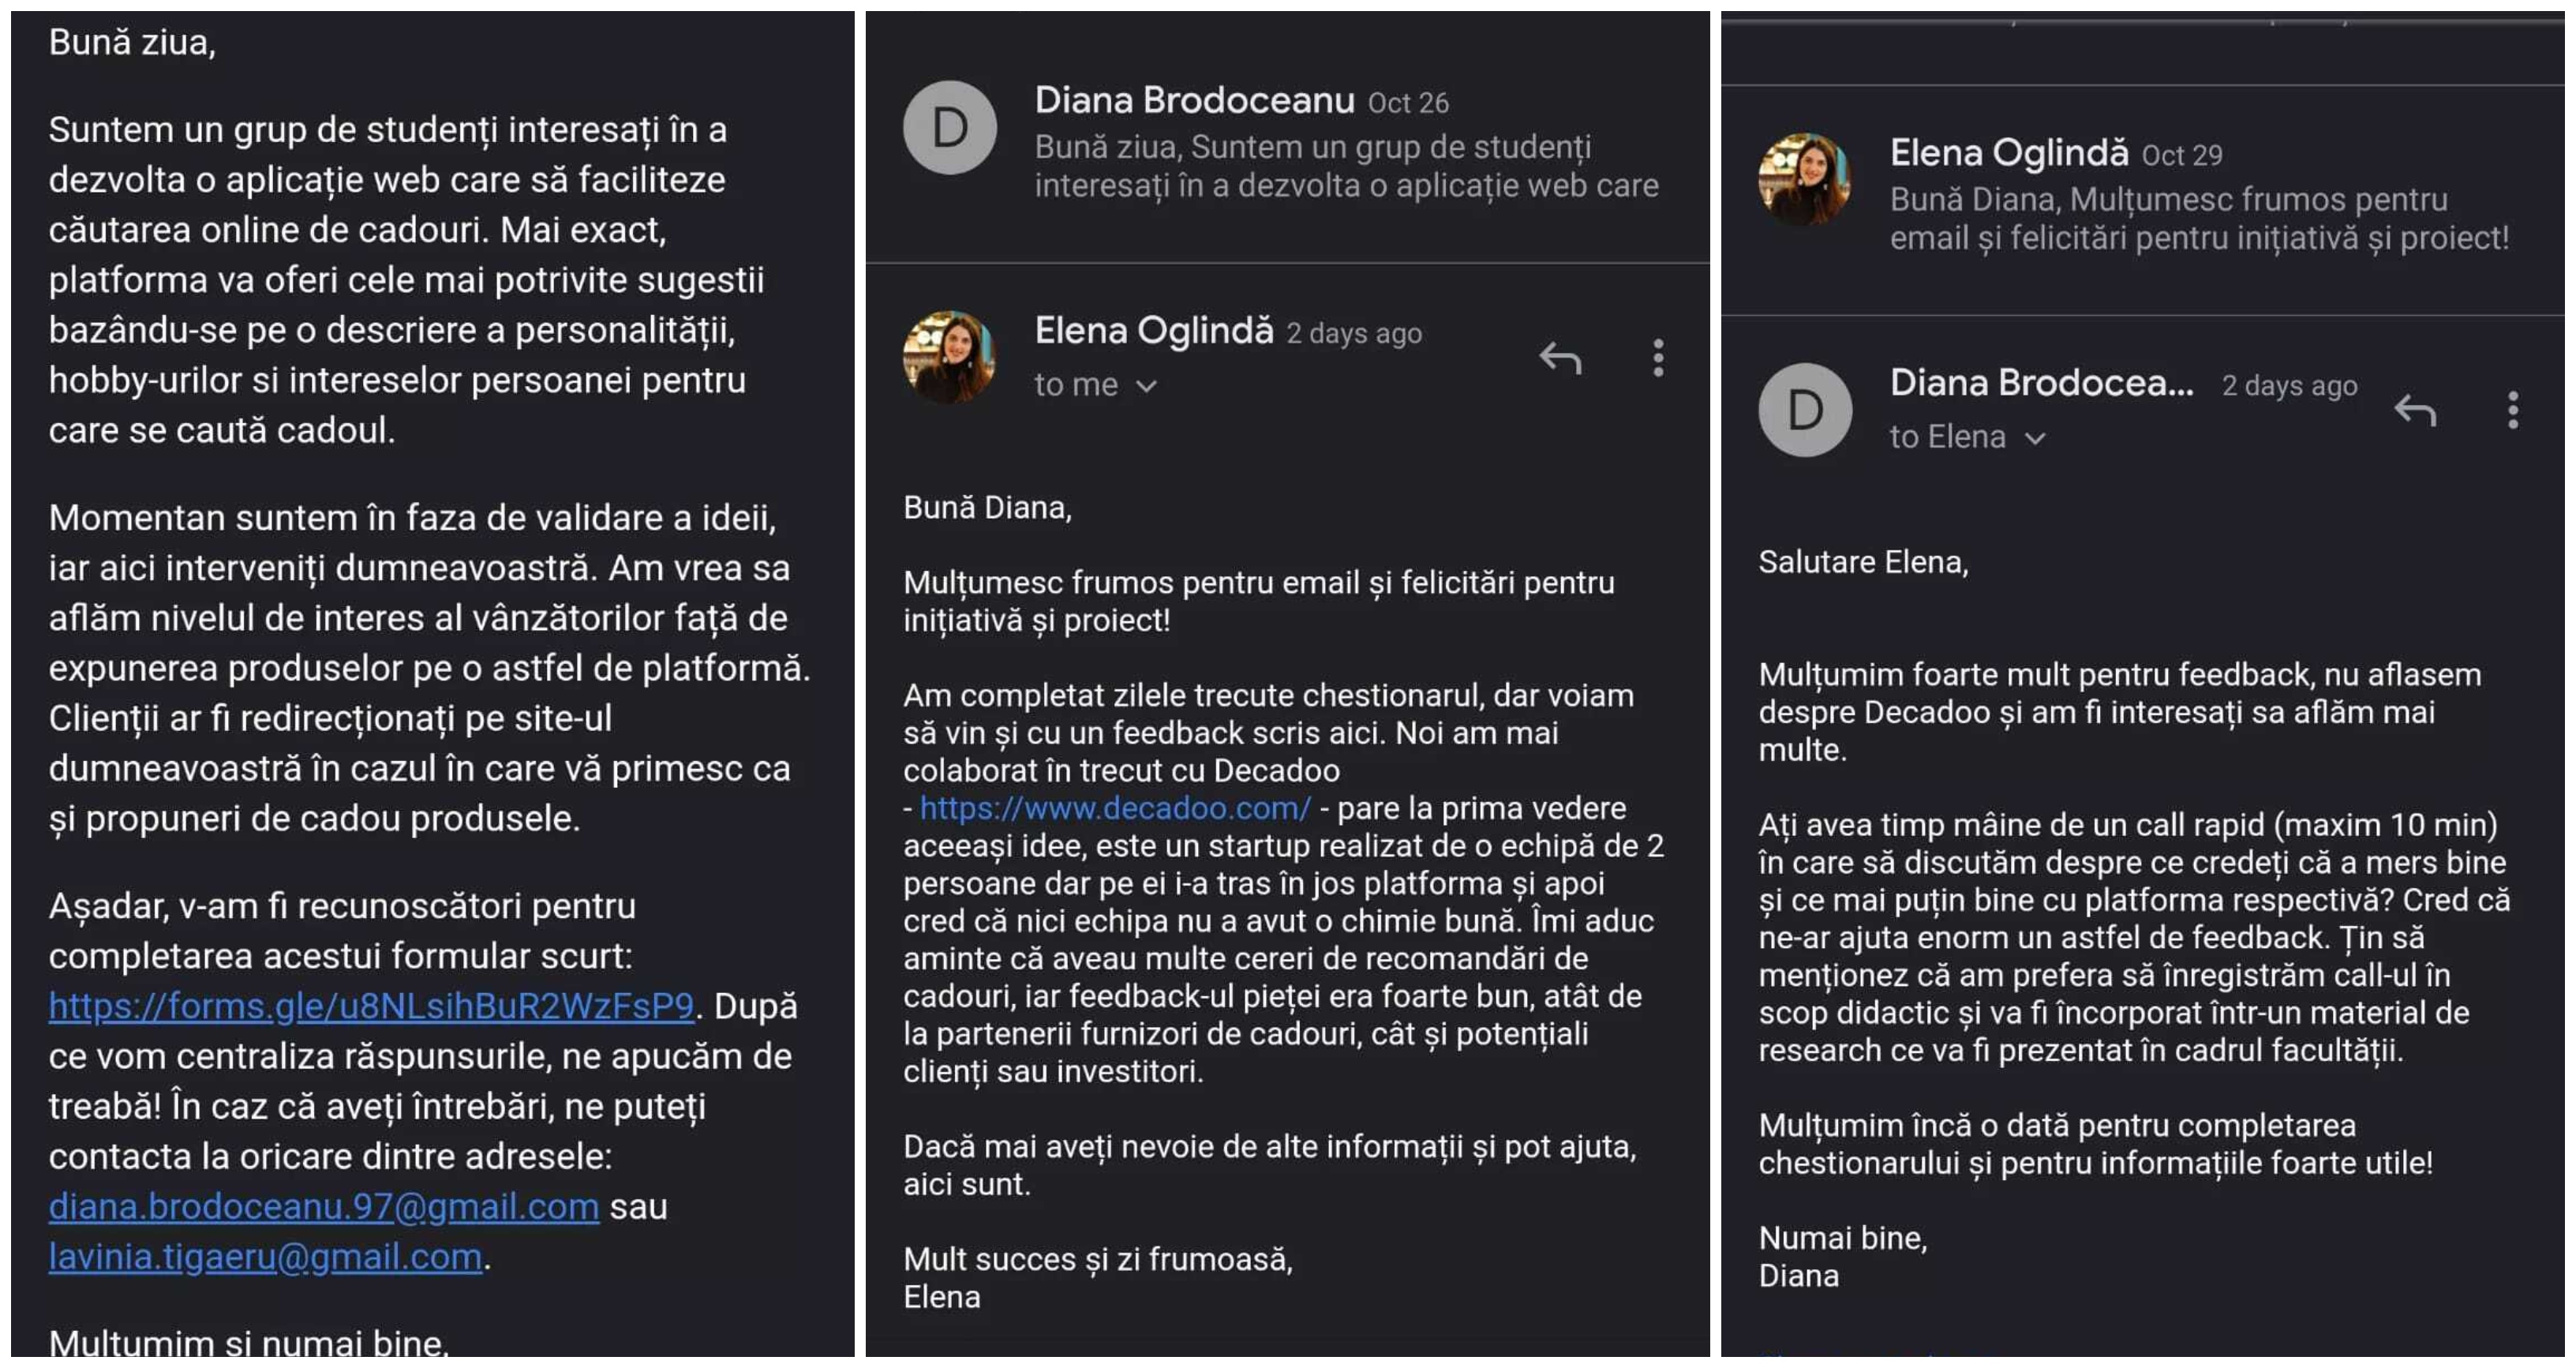 Bună ziua,
Suntem un grup de studenți interesați în a
dezvolta o aplicație web care să faciliteze
căutarea online de cadouri. Mai exact,
platforma va oferi cele mai potrivite sugestii
bazându-se pe o descriere a personalității,
hobby-urilor si intereselor persoanei pentru
care se caută cadoul.
Momentan suntem în faza de validare a ideii,
iar aici interveniți dumneavoastră. Am vrea sa
aflăm nivelul de interes al vânzătorilor față de
expunerea produselor pe o astfel de platformă.
Clienții ar fi redirecționați pe site-ul
dumneavoastră în cazul în care vă primesc ca
și propuneri de cadou produsele.
Așadar, v-am fi recunoscători pentru
completarea acestui formular scurt:
https://forms.gle/u8NLsihBuR2WzFsP9. După
ce vom centraliza răspunsurile, ne apucăm de
treabă! În caz că aveți întrebări, ne puteți
contacta la oricare dintre adresele:
diana.brodoceanu.97@gmail.com sau
lavinia.tigaeru@gmail.com.
Mulțumim și numai bine,
D
Diana Brodoceanu Oct 26
Bună ziua, Suntem un grup de studenți
interesați în a dezvolta o aplicație web care
Elena Oglindă 2 days ago
to me
Bună Diana,
Mulțumesc frumos pentru email și felicitări pentru
inițiativă și proiect!
Am completat zilele trecute chestionarul, dar voiam
să vin și cu un feedback scris aici. Noi am mai
colaborat în trecut cu Decadoo
- https://www.decadoo.com/ - pare la prima vedere
aceeași idee, este un startup realizat de o echipă de 2
persoane dar pe ei i-a tras în jos platforma și apoi
cred că nici echipa nu a avut o chimie bună. Îmi aduc
aminte că aveau multe cereri de recomandări de
cadouri, iar feedback-ul pieței era foarte bun, atât de
la partenerii furnizori de cadouri, cât și potențiali
clienți sau investitori.
Dacă mai aveți nevoie de alte informații și pot ajuta,
aici sunt.
Mult succes și zi frumoasă,
Elena
Elena Oglindă Oct 29
Bună Diana, Mulțumesc frumos pentru
email și felicitări pentru inițiativă și proiect!
D
Diana Brodocea... 2 days ago
to Elena
Salutare Elena,
Mulțumim foarte mult pentru feedback, nu aflasem
despre Decadoo și am fi interesați sa aflăm mai
multe.
Ați avea timp mâine de un call rapid (maxim 10 min)
în care să discutăm despre ce credeți că a mers bine
și ce mai puțin bine cu platforma respectivă? Cred că
ne-ar ajuta enorm un astfel de feedback. Țin să
menționez că am prefera să înregistrăm call-ul în
scop didactic și va fi încorporat într-un material de
research ce va fi prezentat în cadrul facultății.
Mulțumim încă o dată pentru completarea
chestionarului și pentru informațiile foarte utile!
Numai bine,
Diana